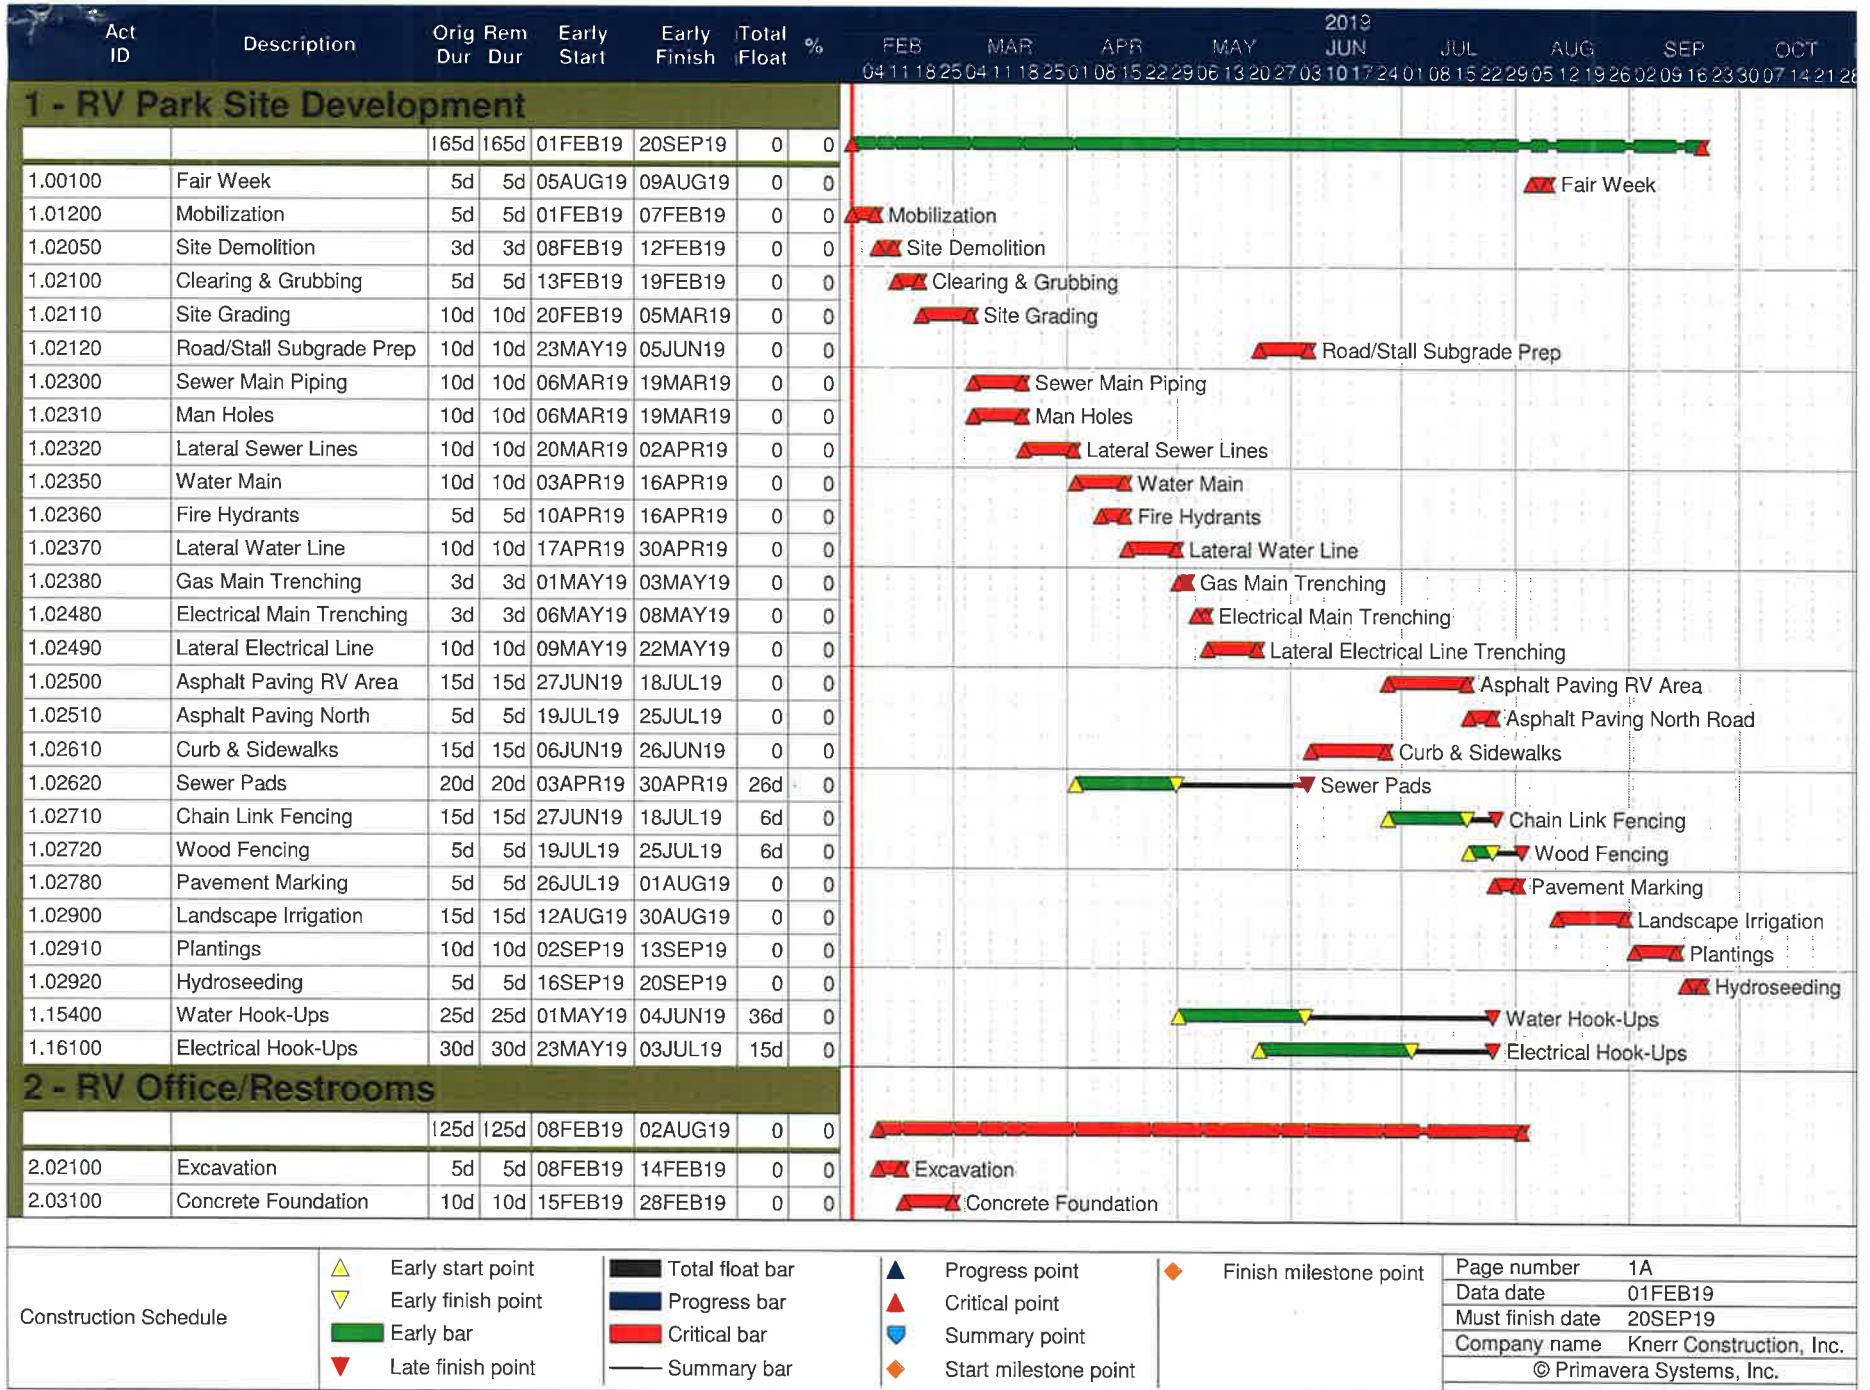 Act ID Description Orig Dur Rem Dur Early Start Early Finish Total Float %
2019
FEB MAR APR MAY JUN JUL AUG SEP OCT
04 11 18 25 04 11 18 25 01 08 15 22 29 06 13 20 27 03 10 17 24 01 08 15 22 29 05 12 19 26 02 09 16 23 30 07 14 21 28
1 - RV Park Site Development
165d 165d 01FEB19 20SEP19 0 0
1.00100 Fair Week 5d 5d 05AUG19 09AUG19 0 0 Fair Week
1.01200 Mobilization 5d 5d 01FEB19 07FEB19 0 0 Mobilization
1.02050 Site Demolition 3d 3d 08FEB19 12FEB19 0 0 Site Demolition
1.02100 Clearing & Grubbing 5d 5d 13FEB19 19FEB19 0 0 Clearing & Grubbing
1.02110 Site Grading 10d 10d 20FEB19 05MAR19 0 0 Site Grading
1.02120 Road/Stall Subgrade Prep 10d 10d 23MAY19 05JUN19 0 0 Road/Stall Subgrade Prep
1.02300 Sewer Main Piping 10d 10d 06MAR19 19MAR19 0 0 Sewer Main Piping
1.02310 Man Holes 10d 10d 06MAR19 19MAR19 0 0 Man Holes
1.02320 Lateral Sewer Lines 10d 10d 20MAR19 02APR19 0 0 Lateral Sewer Lines
1.02350 Water Main 10d 10d 03APR19 16APR19 0 0 Water Main
1.02360 Fire Hydrants 5d 5d 10APR19 16APR19 0 0 Fire Hydrants
1.02370 Lateral Water Line 10d 10d 17APR19 30APR19 0 0 Lateral Water Line
1.02380 Gas Main Trenching 3d 3d 01MAY19 03MAY19 0 0 Gas Main Trenching
1.02480 Electrical Main Trenching 3d 3d 06MAY19 08MAY19 0 0 Electrical Main Trenching
1.02490 Lateral Electrical Line 10d 10d 09MAY19 22MAY19 0 0 Lateral Electrical Line Trenching
1.02500 Asphalt Paving RV Area 15d 15d 27JUN19 18JUL19 0 0 Asphalt Paving RV Area
1.02510 Asphalt Paving North 5d 5d 19JUL19 25JUL19 0 0 Asphalt Paving North Road
1.02610 Curb & Sidewalks 15d 15d 06JUN19 26JUN19 0 0 Curb & Sidewalks
1.02620 Sewer Pads 20d 20d 03APR19 30APR19 26d 0 Sewer Pads
1.02710 Chain Link Fencing 15d 15d 27JUN19 18JUL19 6d 0 Chain Link Fencing
1.02720 Wood Fencing 5d 5d 19JUL19 25JUL19 6d 0 Wood Fencing
1.02780 Pavement Marking 5d 5d 26JUL19 01AUG19 0 0 Pavement Marking
1.02900 Landscape Irrigation 15d 15d 12AUG19 30AUG19 0 0 Landscape Irrigation
1.02910 Plantings 10d 10d 02SEP19 13SEP19 0 0 Plantings
1.02920 Hydroseeding 5d 5d 16SEP19 20SEP19 0 0 Hydroseeding
1.15400 Water Hook-Ups 25d 25d 01MAY19 04JUN19 36d 0 Water Hook-Ups
1.16100 Electrical Hook-Ups 30d 30d 23MAY19 03JUL19 15d 0 Electrical Hook-Ups
2 - RV Office/Restrooms
125d 125d 08FEB19 02AUG19 0 0
2.02100 Excavation 5d 5d 08FEB19 14FEB19 0 0 Excavation
2.03100 Concrete Foundation 10d 10d 15FEB19 28FEB19 0 0 Concrete Foundation
Construction Schedule
Early start point
Early finish point
Early bar
Late finish point
Total float bar
Progress bar
Critical bar
Summary bar
Progress point
Critical point
Summary point
Start milestone point
Finish milestone point
Page number 1A
Data date 01FEB19
Must finish date 20SEP19
Company name Knerr Construction, Inc.
© Primavera Systems, Inc.